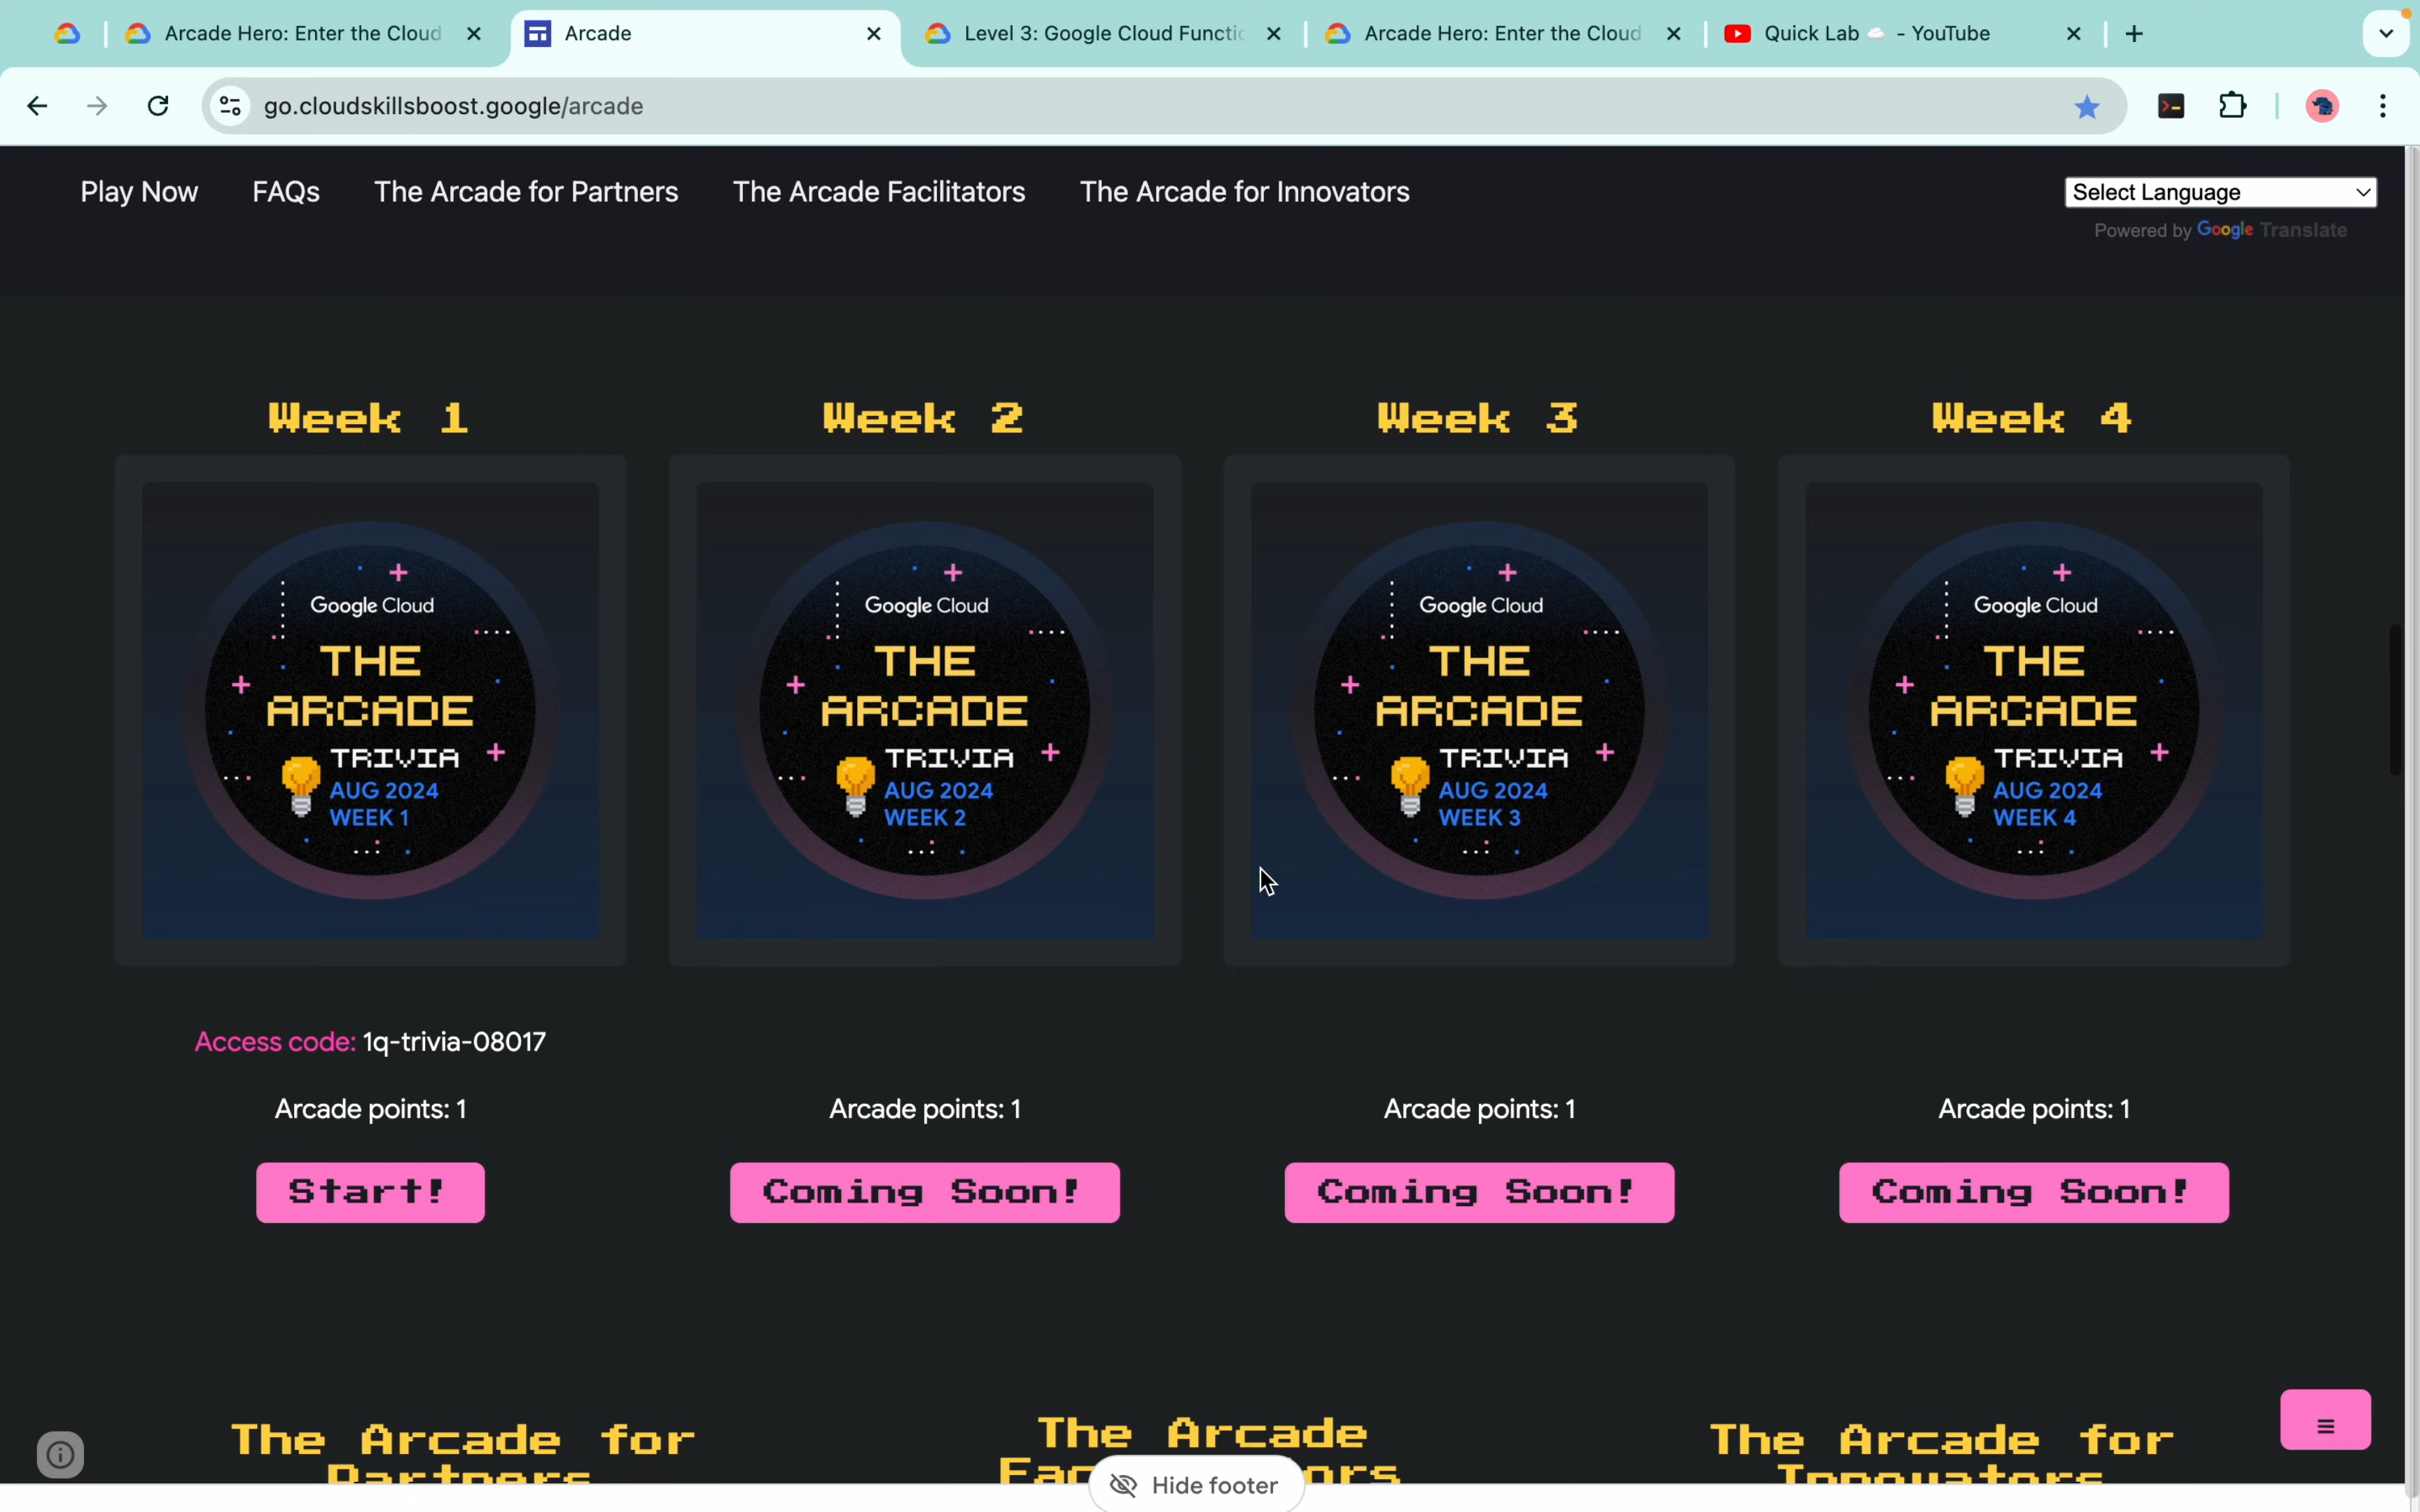 Arcade Hero: Enter the Cloud
Arcade
Level 3: Google Cloud Functic
Arcade Hero: Enter the Cloud
Quick Lab ☁️ - YouTube
go.cloudskillsboost.google/arcade
Play Now
FAQs
The Arcade for Partners
The Arcade Facilitators
The Arcade for Innovators
Select Language
Powered by Google Translate
Week 1
Week 2
Week 3
Week 4
Google Cloud
THE
ARCADE
TRIVIA
AUG 2024
WEEK 1
Google Cloud
THE
ARCADE
TRIVIA
AUG 2024
WEEK 2
Google Cloud
THE
ARCADE
TRIVIA
AUG 2024
WEEK 3
Google Cloud
THE
ARCADE
TRIVIA
AUG 2024
WEEK 4
Access code: 1q-trivia-08017
Arcade points: 1
Arcade points: 1
Arcade points: 1
Arcade points: 1
Start!
Coming Soon!
Coming Soon!
Coming Soon!
The Arcade for
Partners
The Arcade
The Arcade for
Innovators
Hide footer